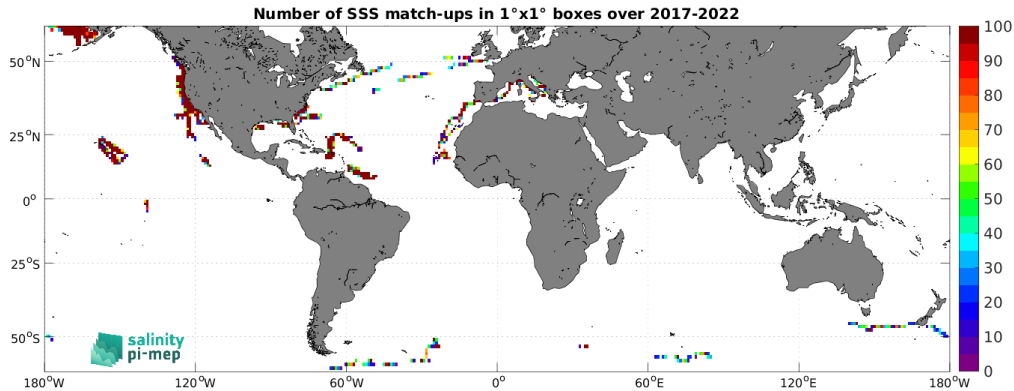 Number of SSS match-ups in 1°x1° boxes over 2017-2022
50°N
25°N
0°
25°S
50°S
180°W
120°W
60°W
0°
60°E
120°E
180°W
100
90
80
70
60
50
40
30
20
10
0
salinity
pi-mep